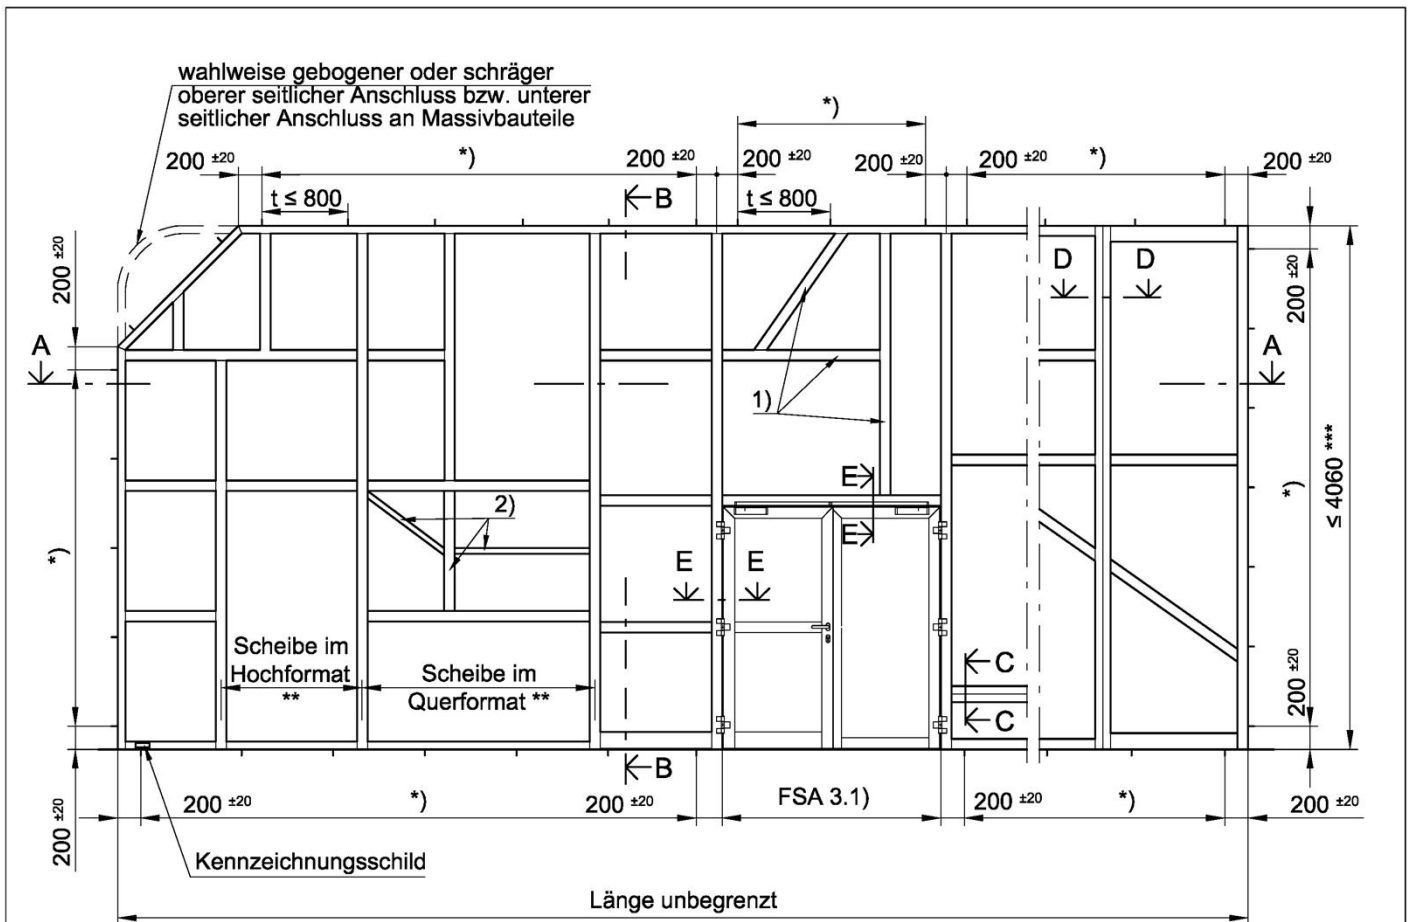 wahlweise gebogener oder schräger
oberer seitlicher Anschluss bzw. unterer
seitlicher Anschluss an Massivbauteile
*)
200 ±20
*)
200 ±20
200 ±20
200 ±20
200 ±20
*)
200 ±20
t ≤ 800
B
t ≤ 800
200 ±20
D
D
200 ±20
A
A
1)
≤ 4060 ***
E
2)
*)
E
*)
E
E
Scheibe im
Hochformat
**
Scheibe im
Querformat **
C
200 ±20
C
B
200 ±20
200 ±20
*)
200 ±20
FSA 3.1)
200 ±20
*)
200 ±20
Kennzeichnungsschild
Länge unbegrenzt